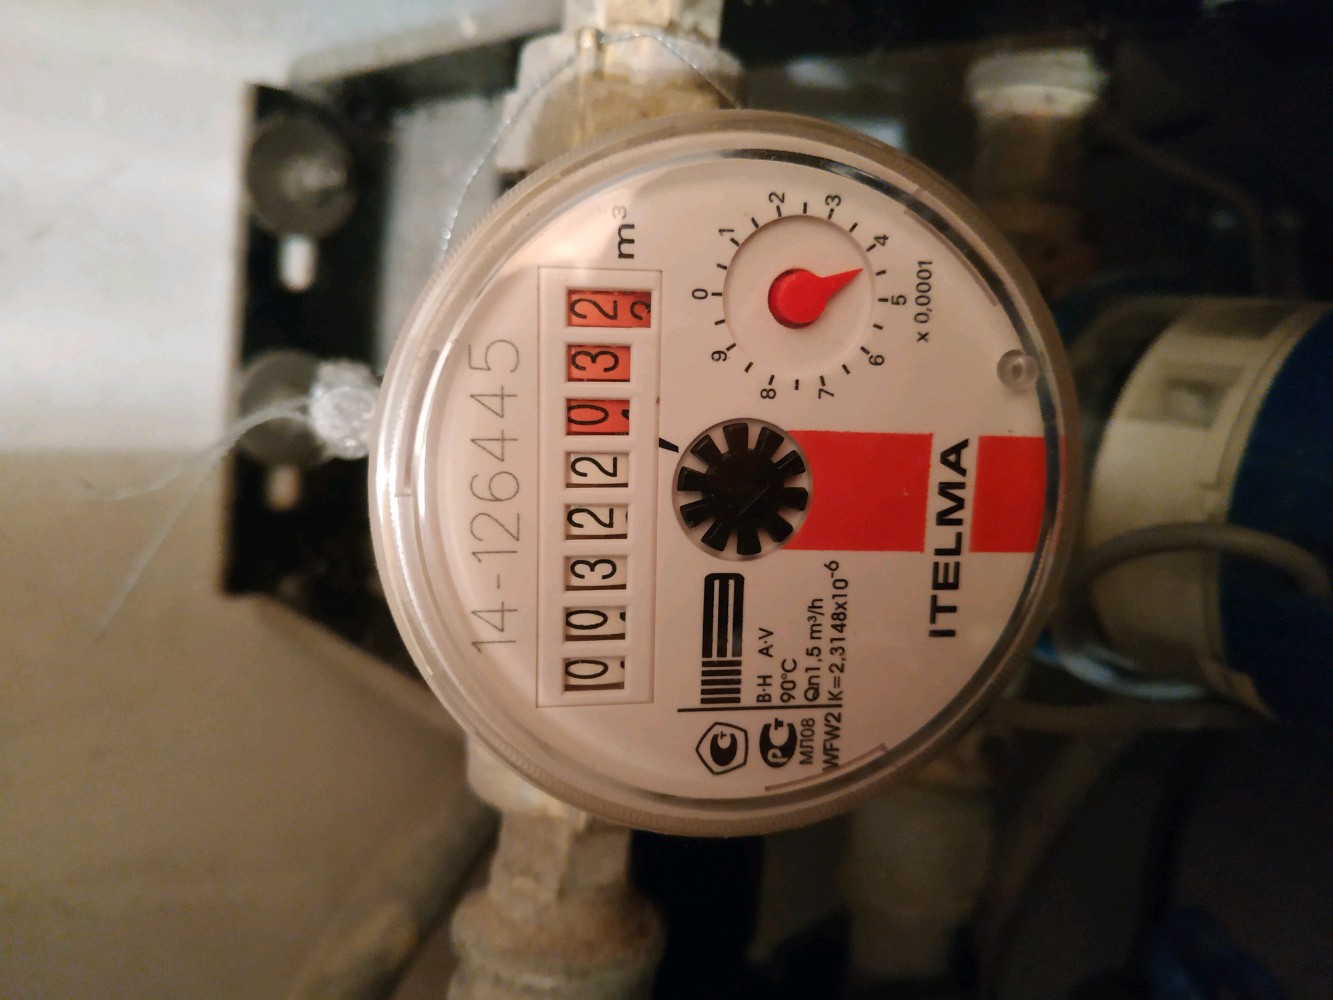 14-126445
00322032 m³
3
0
1
2
3
4
5
6
7
8
9
x 0,0001
B·H A·V
90°C
Qn1,5 m³/h
K=2,3148x10⁻⁶
МЛ08
WFW2
ITELMA